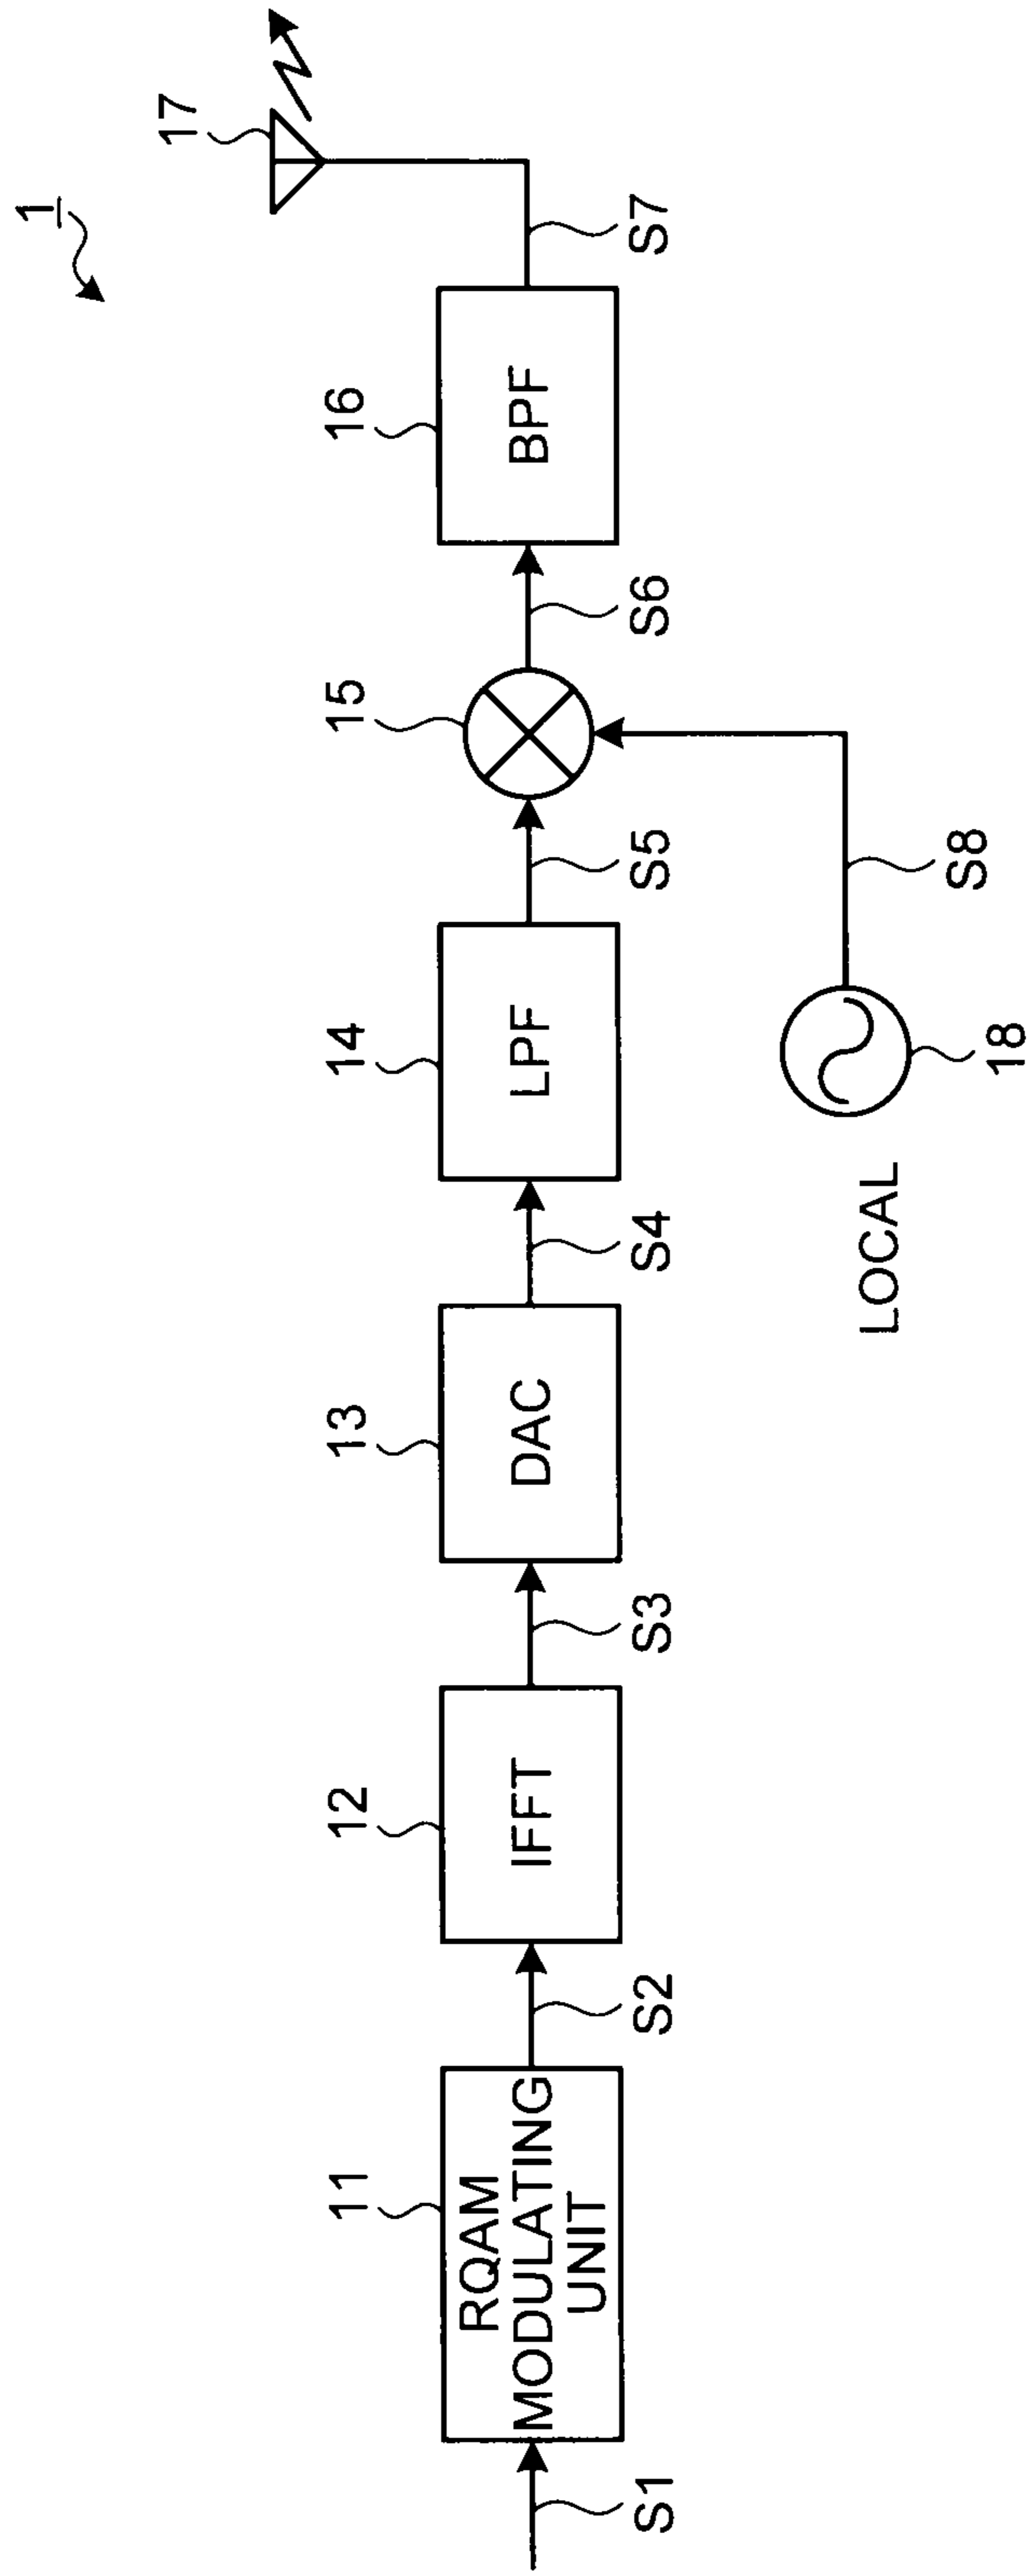 1
17
11
12
13
14
15
16
RQAM
MODULATING
UNIT
IFFT
DAC
LPF
BPF
S1
S2
S3
S4
S5
S6
S7
S8
LOCAL
18